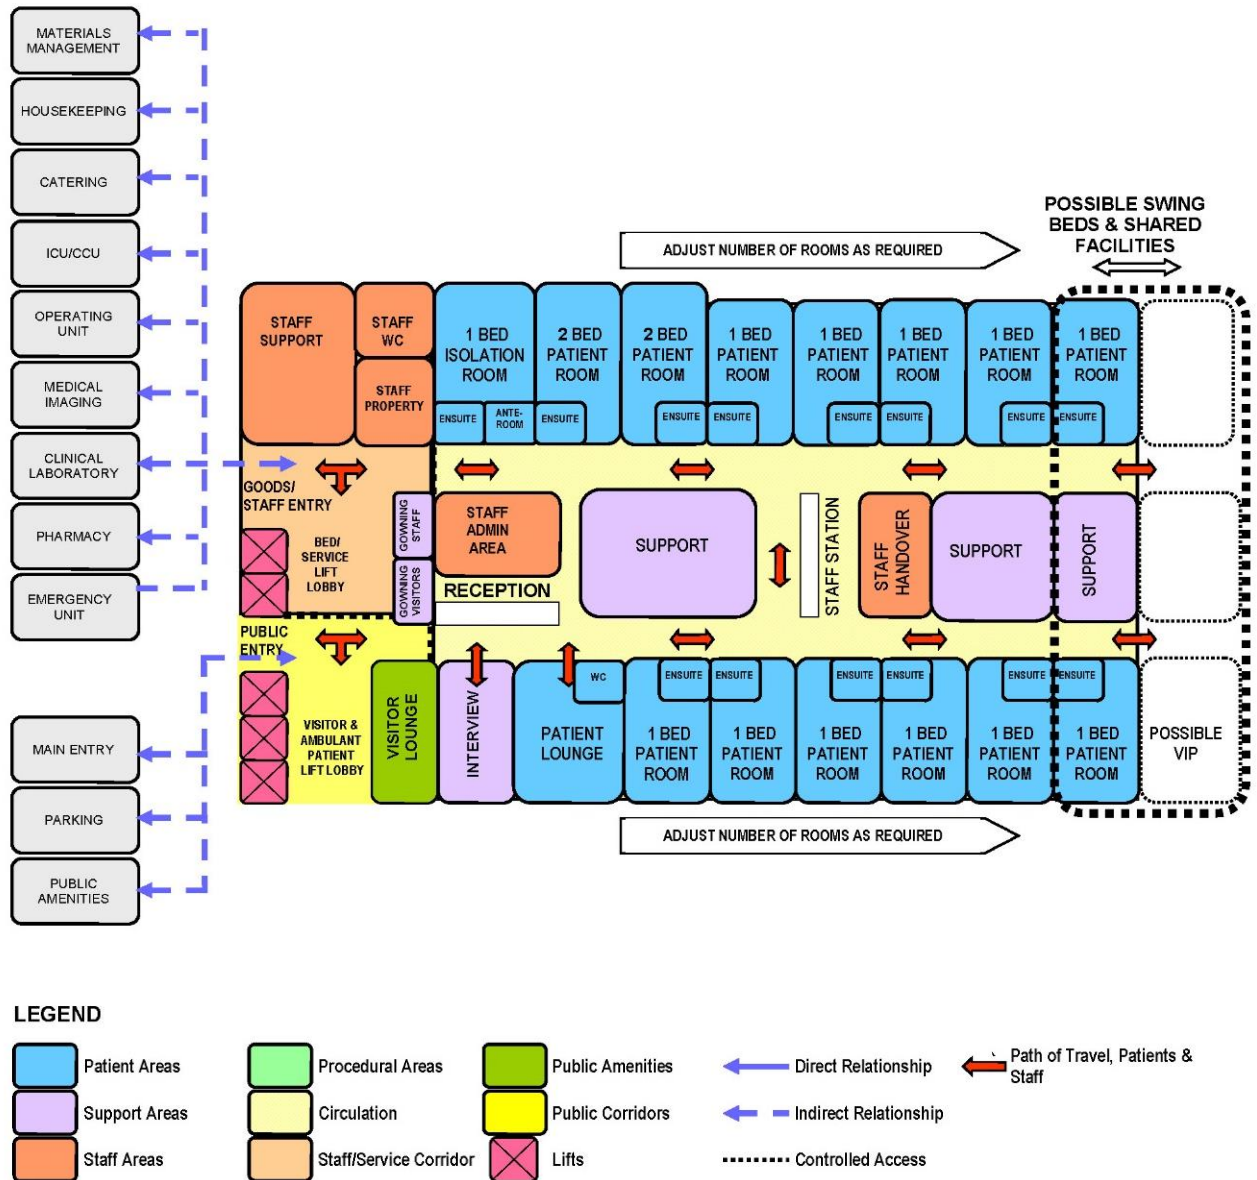 MATERIALS
MANAGEMENT
HOUSEKEEPING
CATERING
ICU/CCU
OPERATING
UNIT
MEDICAL
IMAGING
CLINICAL
LABORATORY
PHARMACY
EMERGENCY
UNIT
MAIN ENTRY
PARKING
PUBLIC
AMENITIES
POSSIBLE SWING
BEDS & SHARED
FACILITIES
ADJUST NUMBER OF ROOMS AS REQUIRED
STAFF
SUPPORT
STAFF
WC
STAFF
PROPERTY
1 BED
ISOLATION
ROOM
2 BED
PATIENT
ROOM
2 BED
PATIENT
ROOM
1 BED
PATIENT
ROOM
1 BED
PATIENT
ROOM
1 BED
PATIENT
ROOM
1 BED
PATIENT
ROOM
1 BED
PATIENT
ROOM
ENSUITE
ANTE-
ROOM
ENSUITE
ENSUITE
ENSUITE
ENSUITE
ENSUITE
ENSUITE
ENSUITE
GOODS/
STAFF ENTRY
BED/
SERVICE
LIFT
LOBBY
GOWNING
STAFF
GOWNING
VISITORS
STAFF
ADMIN
AREA
RECEPTION
SUPPORT
STAFF STATION
STAFF
HANDOVER
SUPPORT
SUPPORT
PUBLIC
ENTRY
VISITOR &
AMBULANT
PATIENT
LIFT LOBBY
VISITOR
LOUNGE
INTERVIEW
WC
PATIENT
LOUNGE
ENSUITE
ENSUITE
ENSUITE
ENSUITE
ENSUITE
ENSUITE
1 BED
PATIENT
ROOM
1 BED
PATIENT
ROOM
1 BED
PATIENT
ROOM
1 BED
PATIENT
ROOM
1 BED
PATIENT
ROOM
1 BED
PATIENT
ROOM
POSSIBLE
VIP
ADJUST NUMBER OF ROOMS AS REQUIRED
LEGEND
Patient Areas
Support Areas
Staff Areas
Procedural Areas
Circulation
Staff/Service Corridor
Public Amenities
Public Corridors
Lifts
Direct Relationship
Indirect Relationship
Controlled Access
Path of Travel, Patients &
Staff